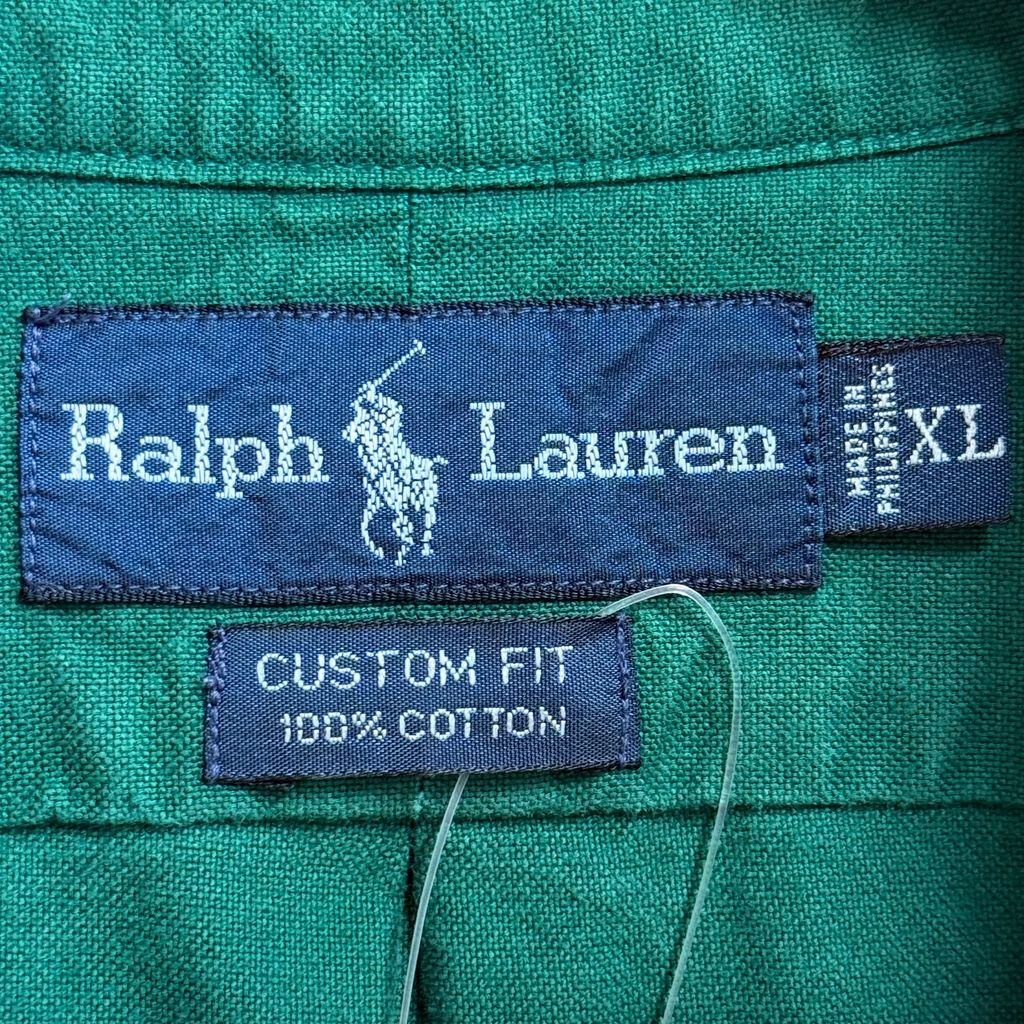 Ralph Lauren
MADE IN
PHILIPPINES
XL
CUSTOM FIT
100% COTTON